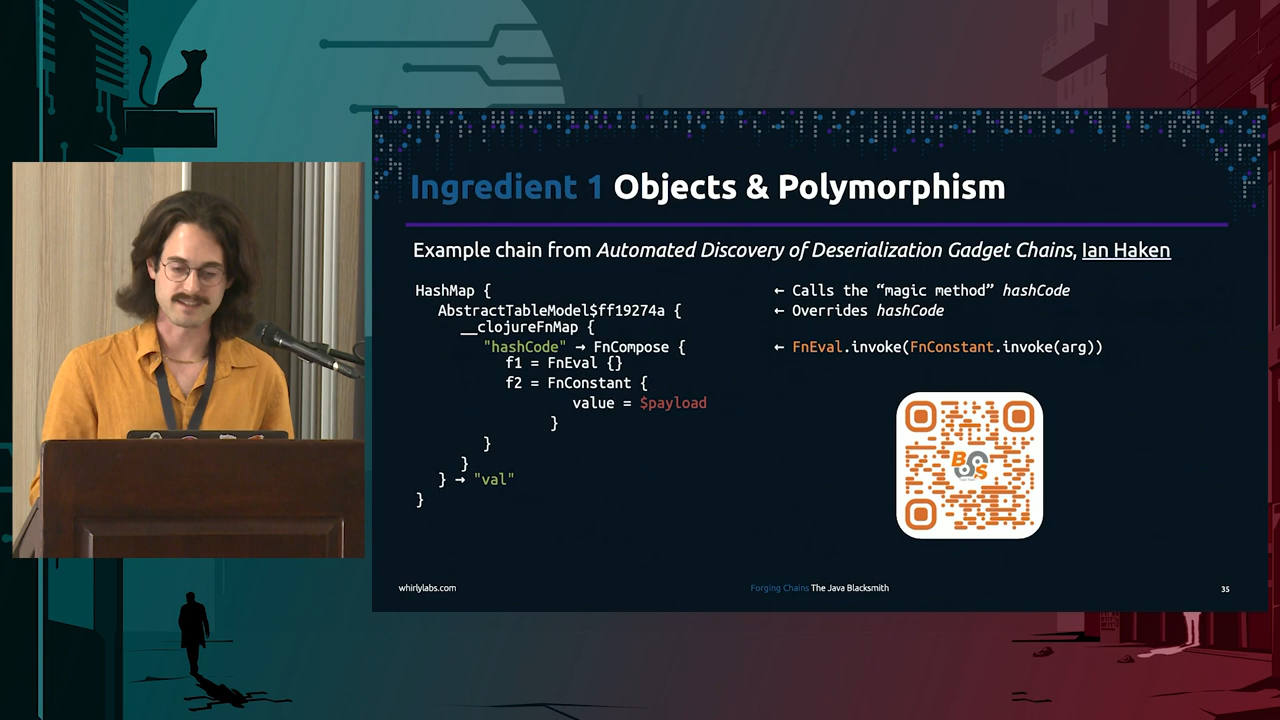 Ingredient 1 Objects & Polymorphism
Example chain from Automated Discovery of Deserialization Gadget Chains, Ian Haken
HashMap { ← Calls the “magic method” hashCode
AbstractTableModel$ff19274a { ← Overrides hashCode
__clojureFnMap {
"hashCode" → FnCompose { ← FnEval.invoke(FnConstant.invoke(arg))
f1 = FnEval {}
f2 = FnConstant {
value = $payload
}
}
}
} → "val"
}
BSS
whirlylabs.com Forging Chains The Java Blacksmith 35